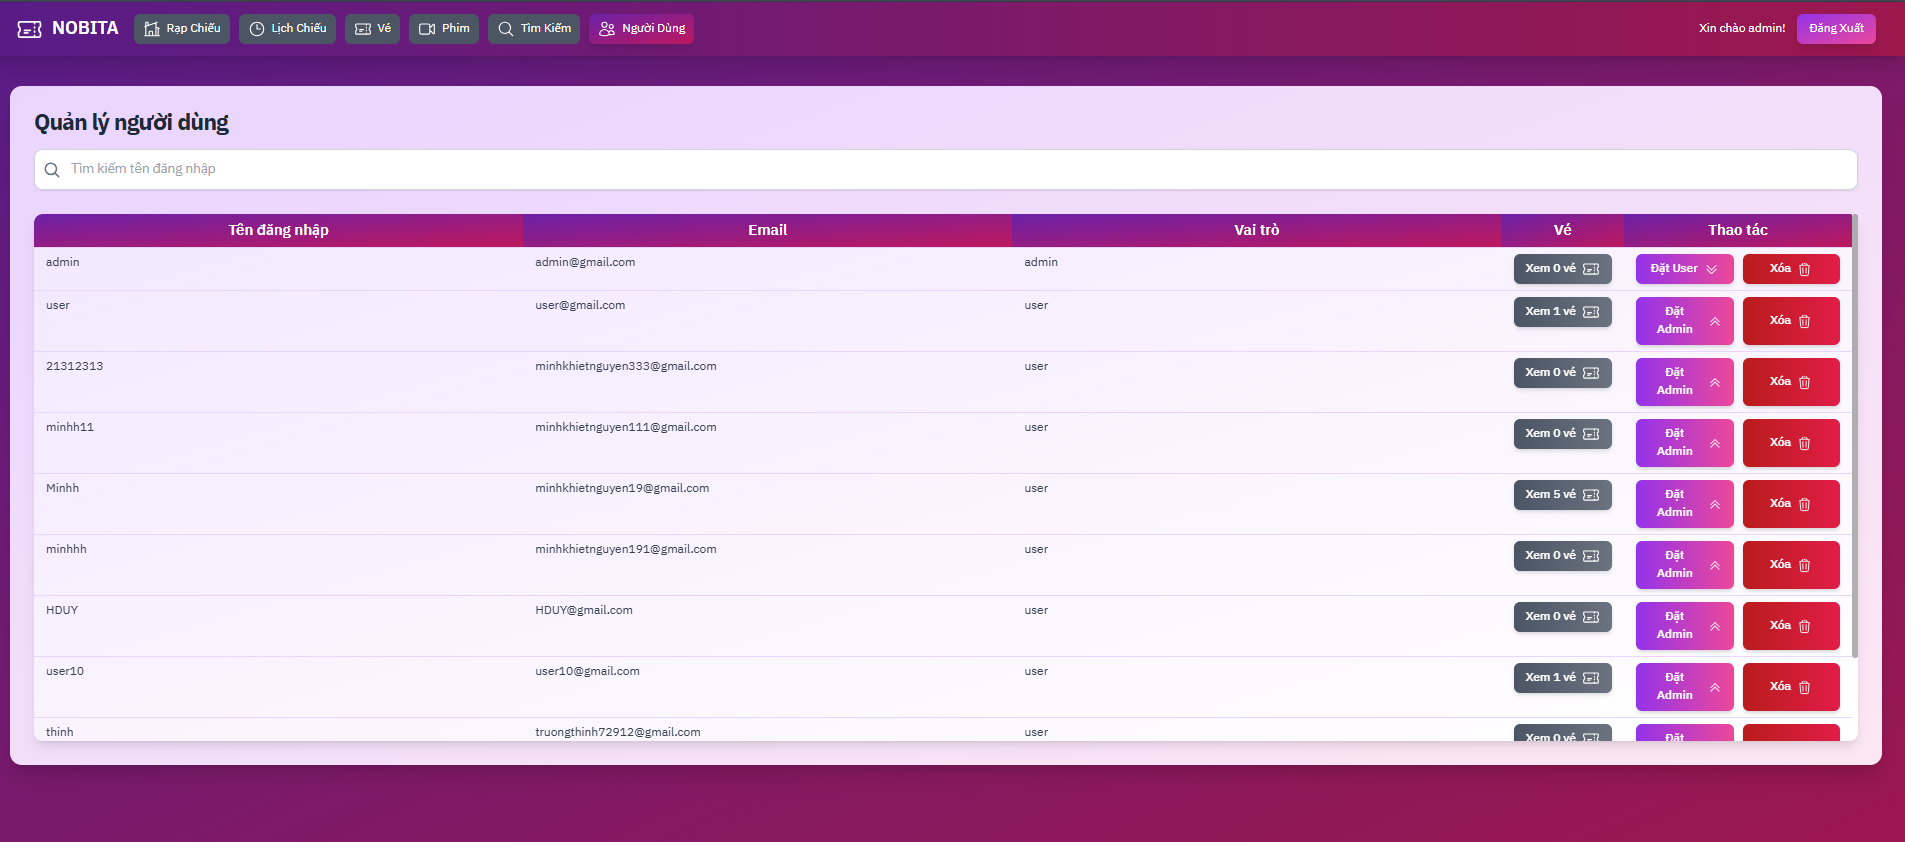 NOBITA Rạp Chiếu Lịch Chiếu Vé Phim Tìm Kiếm Người Dùng Xin chào admin! Đăng Xuất
Quản lý người dùng
Tìm kiếm tên đăng nhập
Tên đăng nhập Email Vai trò Vé Thao tác
admin admin@gmail.com admin Xem 0 vé Đặt User Xóa
user user@gmail.com user Xem 1 vé Đặt Admin Xóa
21312313 minhkhietnguyen333@gmail.com user Xem 0 vé Đặt Admin Xóa
minhh11 minhkhietnguyen111@gmail.com user Xem 0 vé Đặt Admin Xóa
Minhh minhkhietnguyen19@gmail.com user Xem 5 vé Đặt Admin Xóa
minhhh minhkhietnguyen191@gmail.com user Xem 0 vé Đặt Admin Xóa
HDUY HDUY@gmail.com user Xem 0 vé Đặt Admin Xóa
user10 user10@gmail.com user Xem 1 vé Đặt Admin Xóa
thinh truongthinh72912@gmail.com user Xem 0 vé Đặt